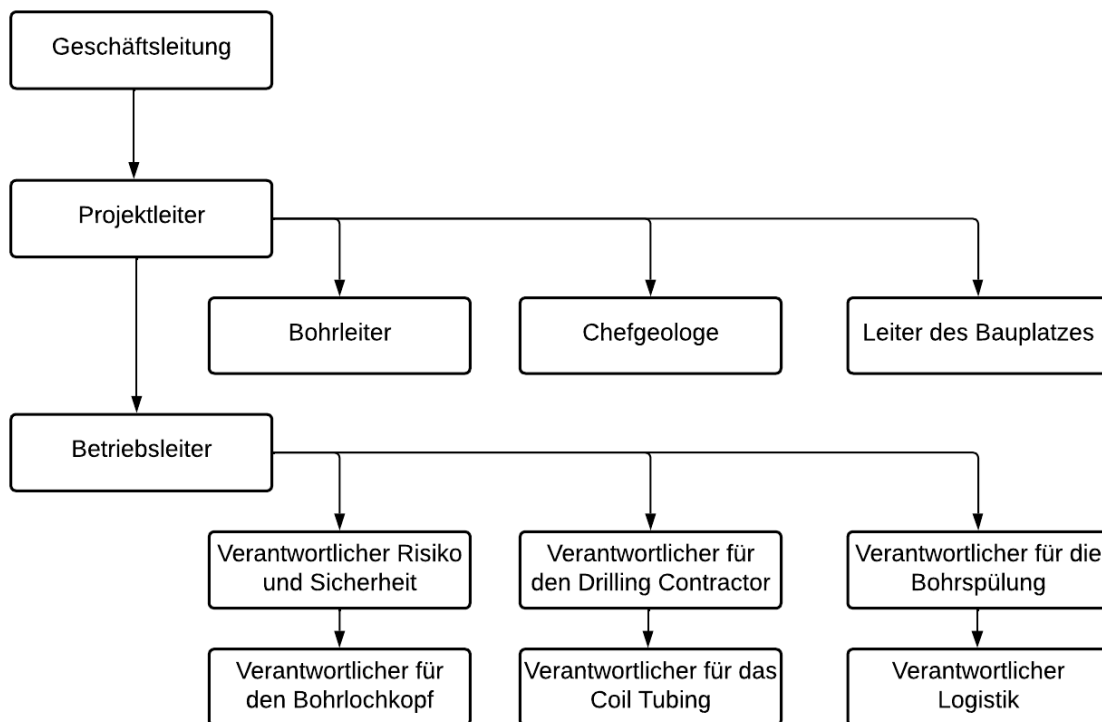 Geschäftsleitung
Projektleiter
Bohrleiter
Chefgeologe
Leiter des Bauplatzes
Betriebsleiter
Verantwortlicher Risiko
und Sicherheit
Verantwortlicher für
den Drilling Contractor
Verantwortlicher für die
Bohrspülung
Verantwortlicher für
den Bohrlochkopf
Verantwortlicher für das
Coil Tubing
Verantwortlicher
Logistik